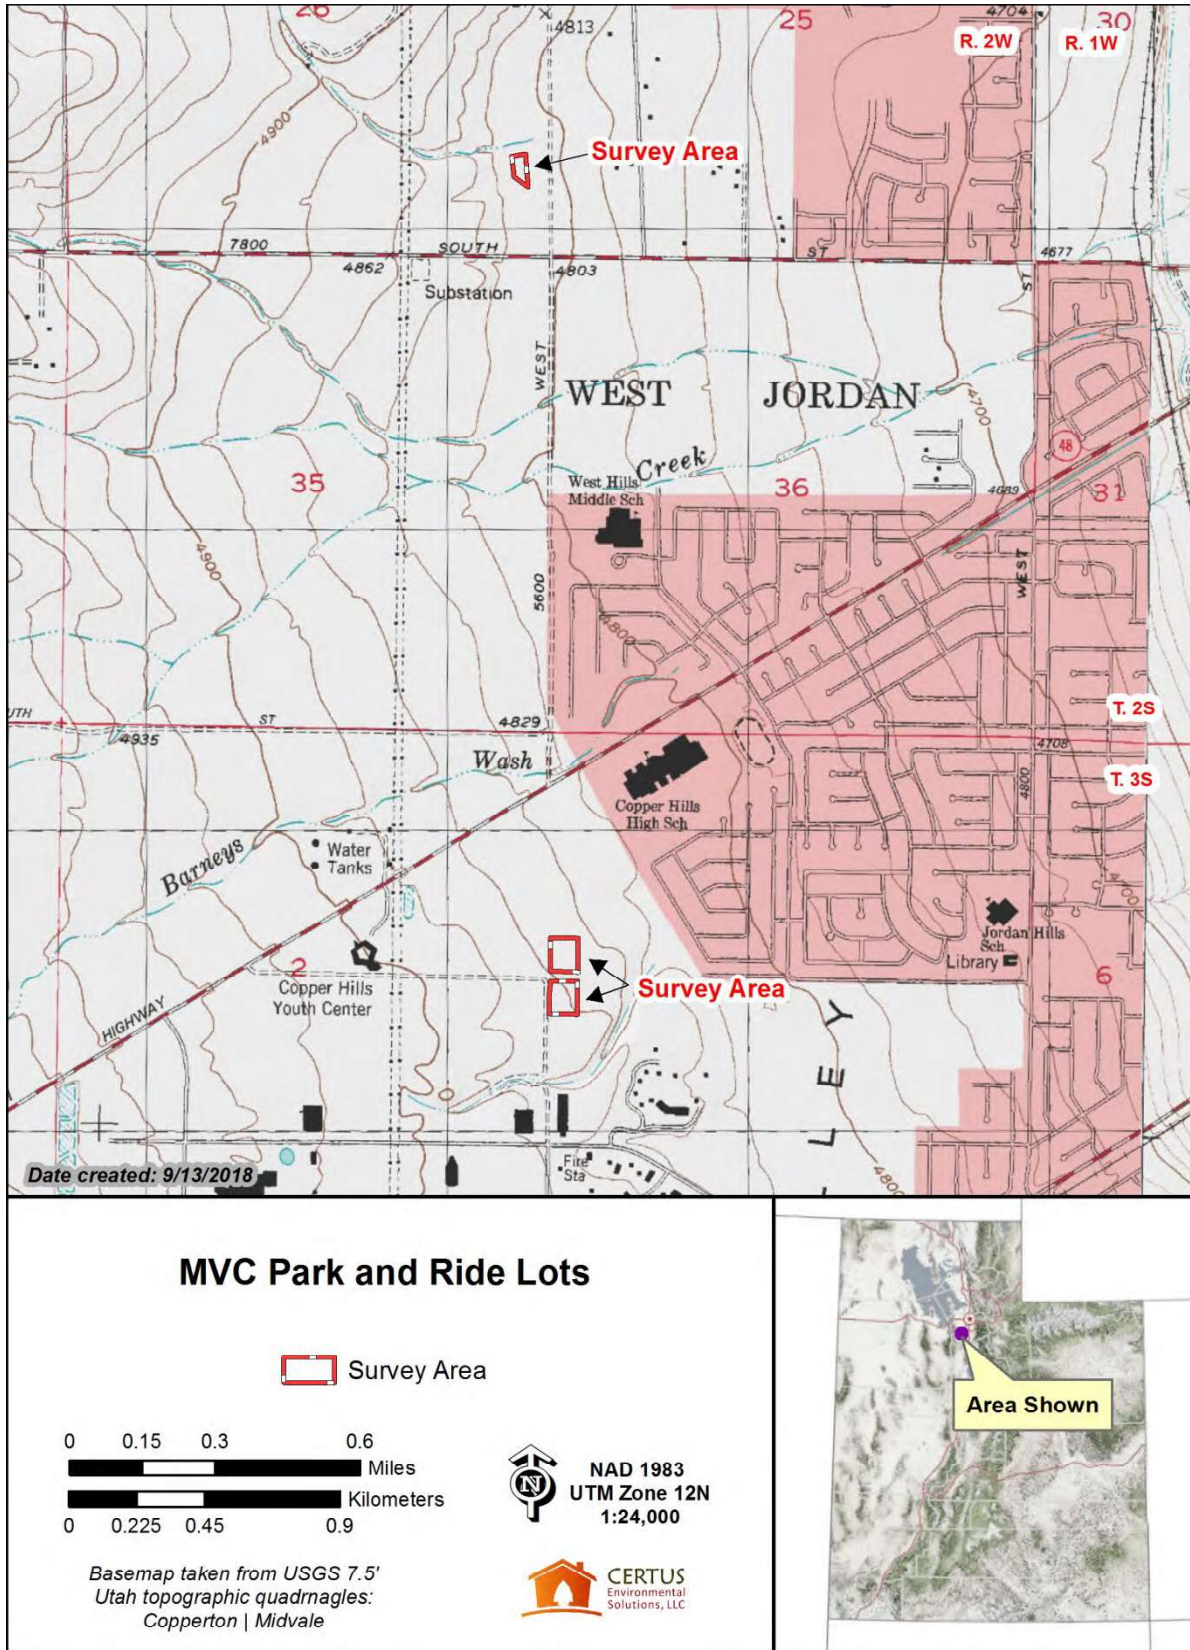 26
4813
25
4704
30
R. 2W
R. 1W
4900
Survey Area
7800
SOUTH
ST
4677
4862
4803
Substation
ST
WEST
WEST JORDAN
4700
48
Creek
35
West Hills
Middle Sch
36
4689
31
4900
5600
WEST
4800
T. 2S
UTH
ST
4829
4935
4708
Wash
T. 3S
4800
Copper Hills
High Sch
Barneys
Water
Tanks
4700
Jordan Hills
Sch
Library
2
6
Copper Hills
Youth Center
Survey Area
HIGHWAY
LEY
Fire
Sta
4800
Date created: 9/13/2018
MVC Park and Ride Lots
Survey Area
0 0.15 0.3 0.6
Miles
Kilometers
0 0.225 0.45 0.9
N
NAD 1983
UTM Zone 12N
1:24,000
Basemap taken from USGS 7.5'
Utah topographic quadrnagles:
Copperton | Midvale
CERTUS
Environmental
Solutions, LLC
Area Shown